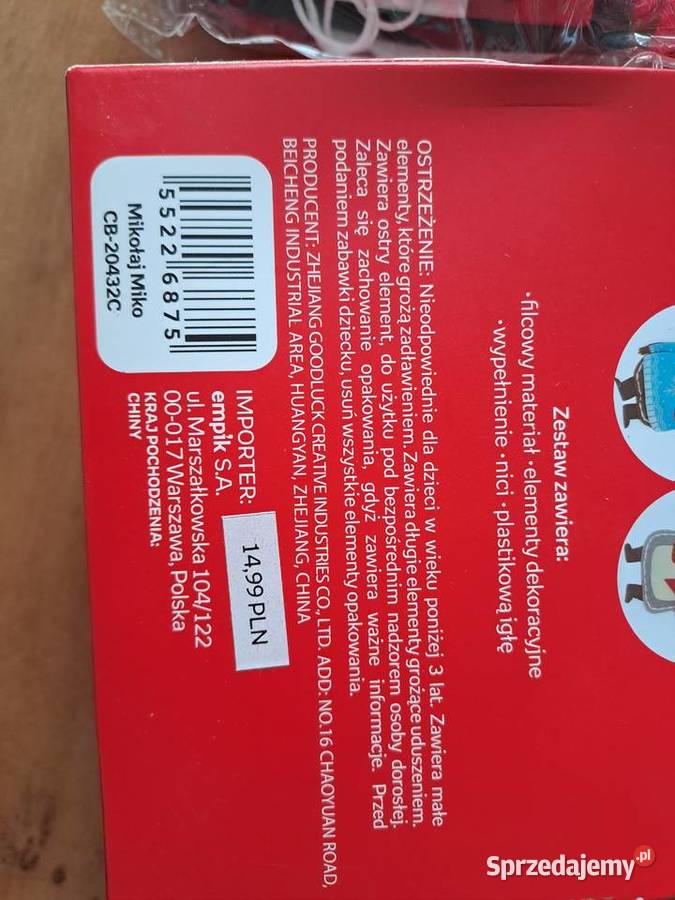 Zestaw zawiera:
•filcowy materiał •elementy dekoracyjne
•wypełnienie •nici •plastikową igłę
OSTRZEŻENIE: Nieodpowiednie dla dzieci w wieku poniżej 3 lat. Zawiera małe
elementy, które grożą zadławieniem. Zawiera długie elementy grożące uduszeniem.
Zawiera ostry element, do użytku pod bezpośrednim nadzorem osoby dorosłej.
Zaleca się zachowanie opakowania, gdyż zawiera ważne informacje. Przed
podaniem zabawki dziecku, usuń wszystkie elementy opakowania.
PRODUCENT: ZHEJIANG GOODLUCK CREATIVE INDUSTRIES CO., LTD. ADD: NO.16 CHAOYUAN ROAD,
BEICHENG INDUSTRIAL AREA, HUANGYAN, ZHEJIANG, CHINA
55226875
Mikołaj Miko
CB-20432C
IMPORTER:
empik S.A.
ul. Marszałkowska 104/122
00-017 Warszawa, Polska
KRAJ POCHODZENIA:
CHINY
14,99 PLN
Sprzedajemy.pl